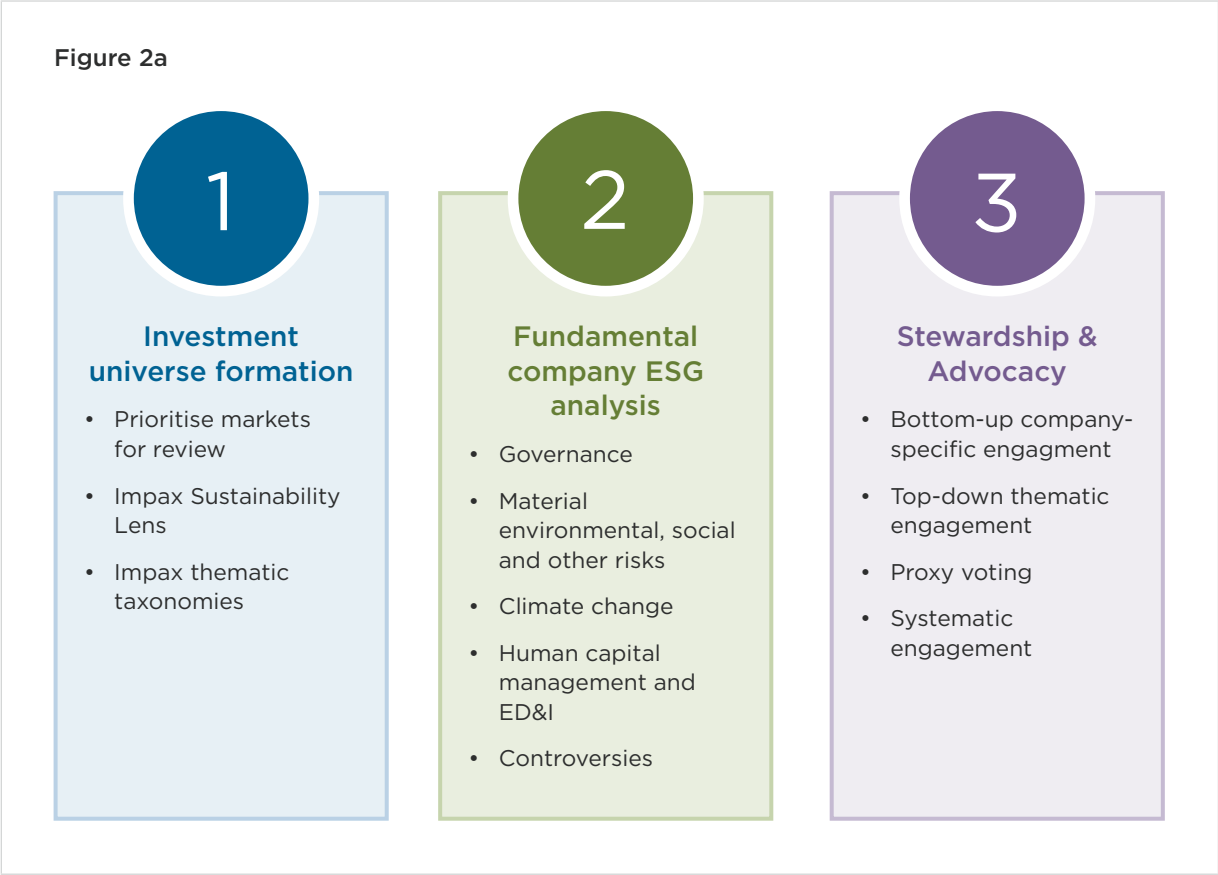 Figure 2a
1
Investment
universe formation
• Prioritise markets
for review
• Impax Sustainability
Lens
• Impax thematic
taxonomies
2
Fundamental
company ESG
analysis
• Governance
• Material
environmental, social
and other risks
• Climate change
• Human capital
management and
ED&I
• Controversies
3
Stewardship &
Advocacy
• Bottom-up company-
specific engagment
• Top-down thematic
engagement
• Proxy voting
• Systematic
engagement